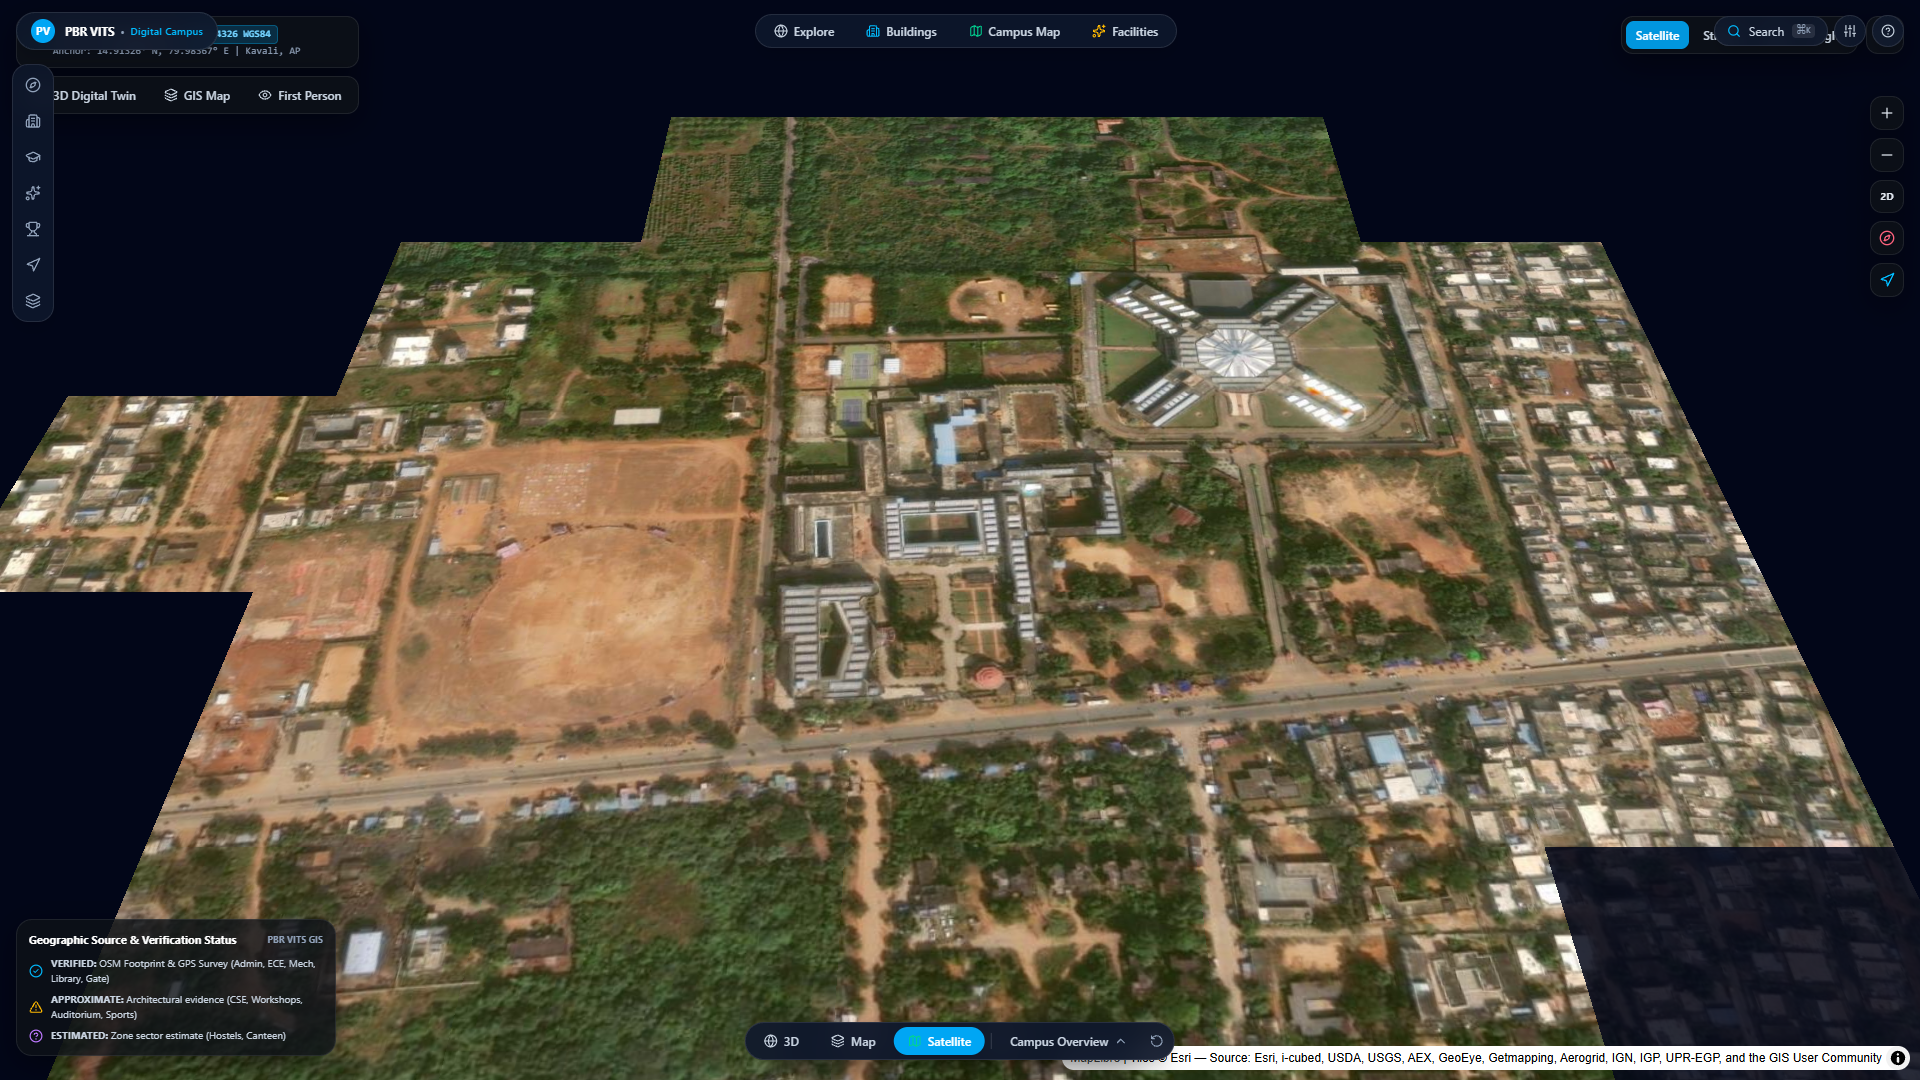 PV PBR VITS • Digital Campus
4326 WGS84
Anchor: 14.91326° N, 79.98367° E | Kavali, AP
3D Digital Twin
GIS Map
First Person
Explore
Buildings
Campus Map
Facilities
Satellite
Search ⌘K
2D
Geographic Source & Verification Status
PBR VITS GIS
VERIFIED: OSM Footprint & GPS Survey (Admin, ECE, Mech,
Library, Gate)
APPROXIMATE: Architectural evidence (CSE, Workshops,
Auditorium, Sports)
ESTIMATED: Zone sector estimate (Hostels, Canteen)
3D
Map
Satellite
Campus Overview
Esri — Source: Esri, i-cubed, USDA, USGS, AEX, GeoEye, Getmapping, Aerogrid, IGN, IGP, UPR-EGP, and the GIS User Community